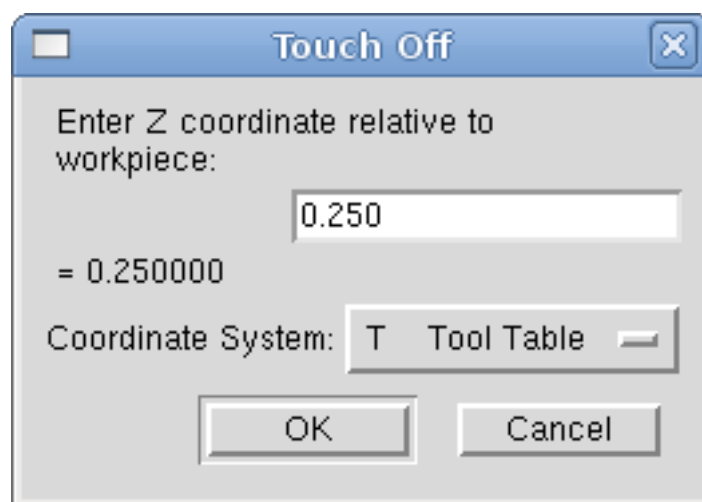 Touch Off
Enter Z coordinate relative to
workpiece:
0.250
= 0.250000
Coordinate System: T Tool Table
OK Cancel